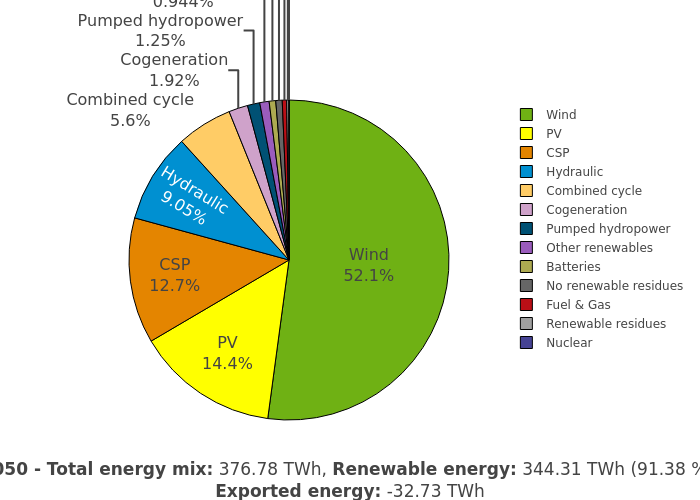 0.944%
Pumped hydropower
1.25%
Cogeneration
1.92%
Combined cycle
5.6%
Hydraulic
9.05%
CSP
12.7%
PV
14.4%
Wind
52.1%
Wind
PV
CSP
Hydraulic
Combined cycle
Cogeneration
Pumped hydropower
Other renewables
Batteries
No renewable residues
Fuel & Gas
Renewable residues
Nuclear
050 - Total energy mix: 376.78 TWh, Renewable energy: 344.31 TWh (91.38 %
Exported energy: -32.73 TWh